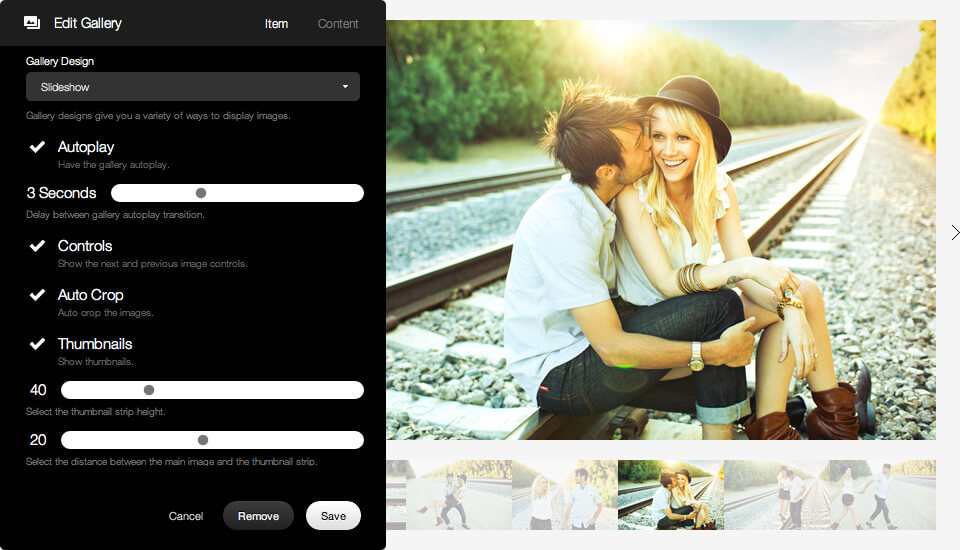 Edit Gallery
Item
Content
Gallery Design
Slideshow
Gallery designs give you a variety of ways to display images.
Autoplay
Have the gallery autoplay.
3 Seconds
Delay between gallery autoplay transition.
Controls
Show the next and previous image controls.
Auto Crop
Auto crop the images.
Thumbnails
Show thumbnails.
40
Select the thumbnail strip height.
20
Select the distance between the main image and the thumbnail strip.
Cancel
Remove
Save